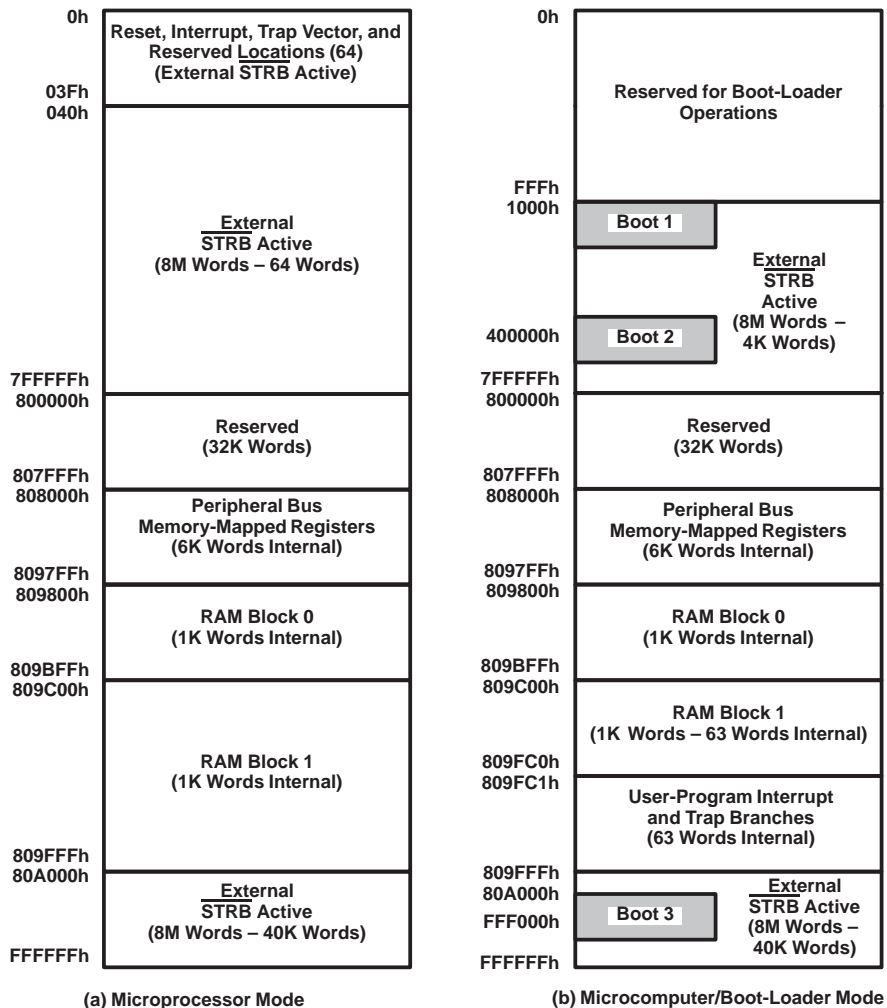 0h
Reset, Interrupt, Trap Vector, and
Reserved Locations (64)
(External STRB Active)
03Fh
040h
External
STRB Active
(8M Words – 64 Words)
7FFFFFh
800000h
Reserved
(32K Words)
807FFFh
808000h
Peripheral Bus
Memory-Mapped Registers
(6K Words Internal)
8097FFh
809800h
RAM Block 0
(1K Words Internal)
809BFFh
809C00h
RAM Block 1
(1K Words Internal)
809FFFh
80A000h
External
STRB Active
(8M Words – 40K Words)
FFFFFFh
(a) Microprocessor Mode
0h
Reserved for Boot-Loader
Operations
FFFh
1000h
Boot 1
External
STRB
Active
(8M Words –
4K Words)
400000h
Boot 2
7FFFFFh
800000h
Reserved
(32K Words)
807FFFh
808000h
Peripheral Bus
Memory-Mapped Registers
(6K Words Internal)
8097FFh
809800h
RAM Block 0
(1K Words Internal)
809BFFh
809C00h
RAM Block 1
(1K Words – 63 Words Internal)
809FC0h
809FC1h
User-Program Interrupt
and Trap Branches
(63 Words Internal)
809FFFh
80A000h
FFF000h
Boot 3
External
STRB Active
(8M Words –
40K Words)
FFFFFFh
(b) Microcomputer/Boot-Loader Mode